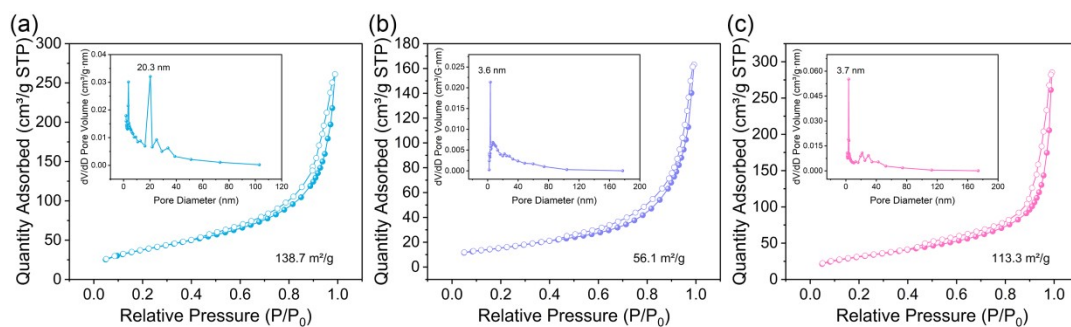 (a)
Quantity Adsorbed (cm³/g STP)
300
250
200
150
100
50
0
0.0 0.2 0.4 0.6 0.8 1.0
Relative Pressure (P/P₀)
138.7 m²/g
dV/dD Pore Volume (cm³/g·nm)
0.04
0.03
0.02
0.01
0.00
0 20 40 60 80 100 120
Pore Diameter (nm)
20.3 nm
(b)
Quantity Adsorbed (cm³/g STP)
180
160
140
120
100
80
60
40
20
0
0.0 0.2 0.4 0.6 0.8 1.0
Relative Pressure (P/P₀)
56.1 m²/g
dV/dD Pore Volume (cm³/G·nm)
0.025
0.020
0.015
0.010
0.005
0.000
0 40 80 120 160 200
Pore Diameter (nm)
3.6 nm
(c)
Quantity Adsorbed (cm³/g STP)
300
250
200
150
100
50
0
0.0 0.2 0.4 0.6 0.8 1.0
Relative Pressure (P/P₀)
113.3 m²/g
dV/dD Pore Volume (cm³/g·nm)
0.060
0.045
0.030
0.015
0.000
0 40 80 120 160 200
Pore Diameter (nm)
3.7 nm